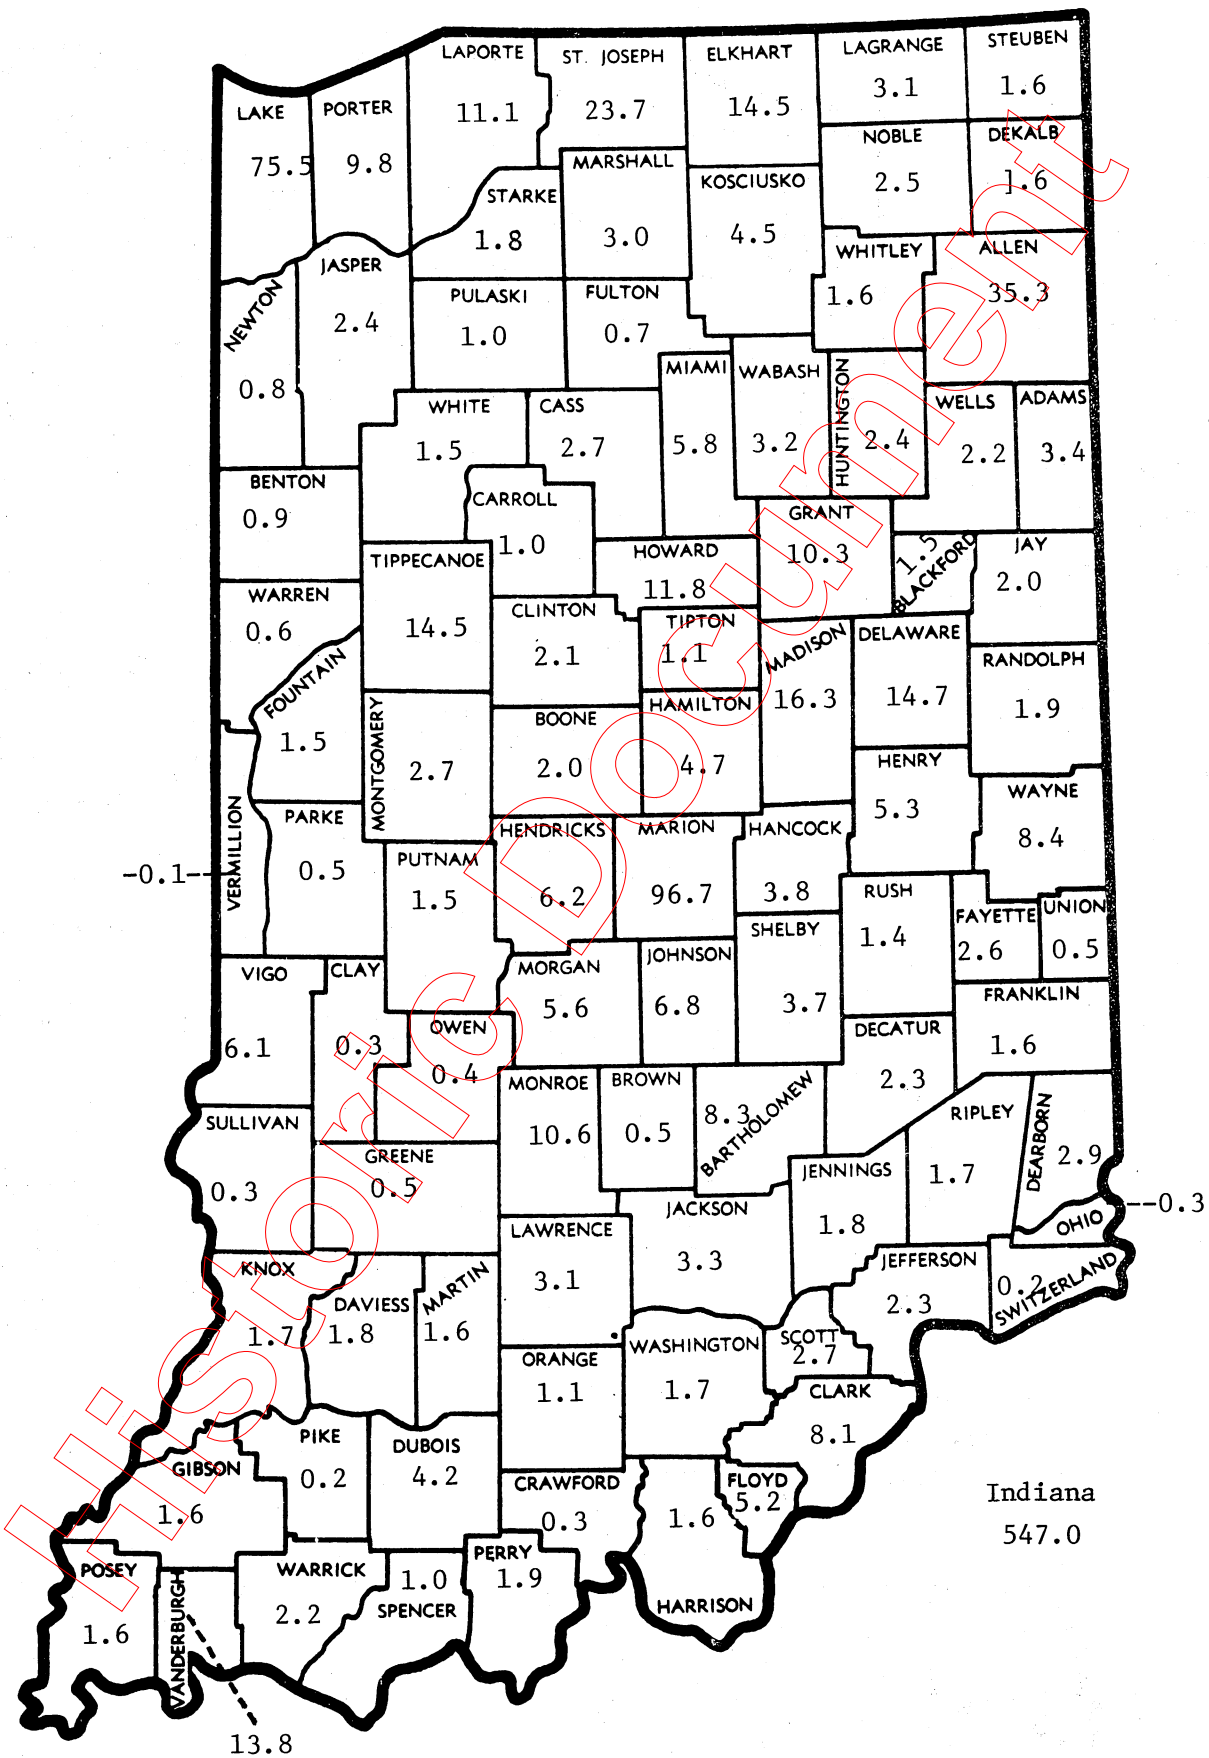 LAPORTE
11.1
ST. JOSEPH
23.7
ELKHART
14.5
LAGRANGE
3.1
STEUBEN
1.6
LAKE
75.5
PORTER
9.8
MARSHALL
3.0
NOBLE
2.5
DEKALB
1.6
STARKE
1.8
KOSCIUSKO
4.5
WHITLEY
1.6
ALLEN
35.3
NEWTON
0.8
JASPER
2.4
PULASKI
1.0
FULTON
0.7
MIAMI
5.8
WABASH
3.2
HUNTINGTON
2.4
WELLS
2.2
ADAMS
3.4
WHITE
1.5
CASS
2.7
BENTON
0.9
CARROLL
1.0
GRANT
10.3
1.5
BLACKFORD
JAY
2.0
TIPPECANOE
14.5
HOWARD
11.8
WARREN
0.6
CLINTON
2.1
TIPTON
1.1
MADISON
16.3
DELAWARE
14.7
RANDOLPH
1.9
FOUNTAIN
1.5
MONTGOMERY
2.7
BOONE
2.0
HAMILTON
4.7
HENRY
5.3
WAYNE
8.4
VERMILLION
-0.1--
PARKE
0.5
PUTNAM
1.5
HENDRICKS
6.2
MARION
96.7
HANCOCK
3.8
RUSH
1.4
FAYETTE
2.6
UNION
0.5
SHELBY
3.7
VIGO
6.1
CLAY
0.3
MORGAN
5.6
JOHNSON
6.8
FRANKLIN
1.6
OWEN
0.4
DECATUR
2.3
MONROE
10.6
BROWN
0.5
8.3
BARTHOLOMEW
RIPLEY
1.7
DEARBORN
2.9
SULLIVAN
0.3
GREENE
0.5
JENNINGS
1.8
OHIO
--0.3
LAWRENCE
3.1
JACKSON
3.3
JEFFERSON
2.3
0.2
SWITZERLAND
KNOX
1.7
DAVIESS
1.8
MARTIN
1.6
ORANGE
1.1
WASHINGTON
1.7
SCOTT
2.7
CLARK
8.1
PIKE
0.2
DUBOIS
4.2
GIBSON
1.6
CRAWFORD
0.3
1.6
HARRISON
FLOYD
5.2
Indiana
547.0
POSEY
1.6
VANDERBURGH
13.8
WARRICK
2.2
1.0
SPENCER
PERRY
1.9
Historic Document